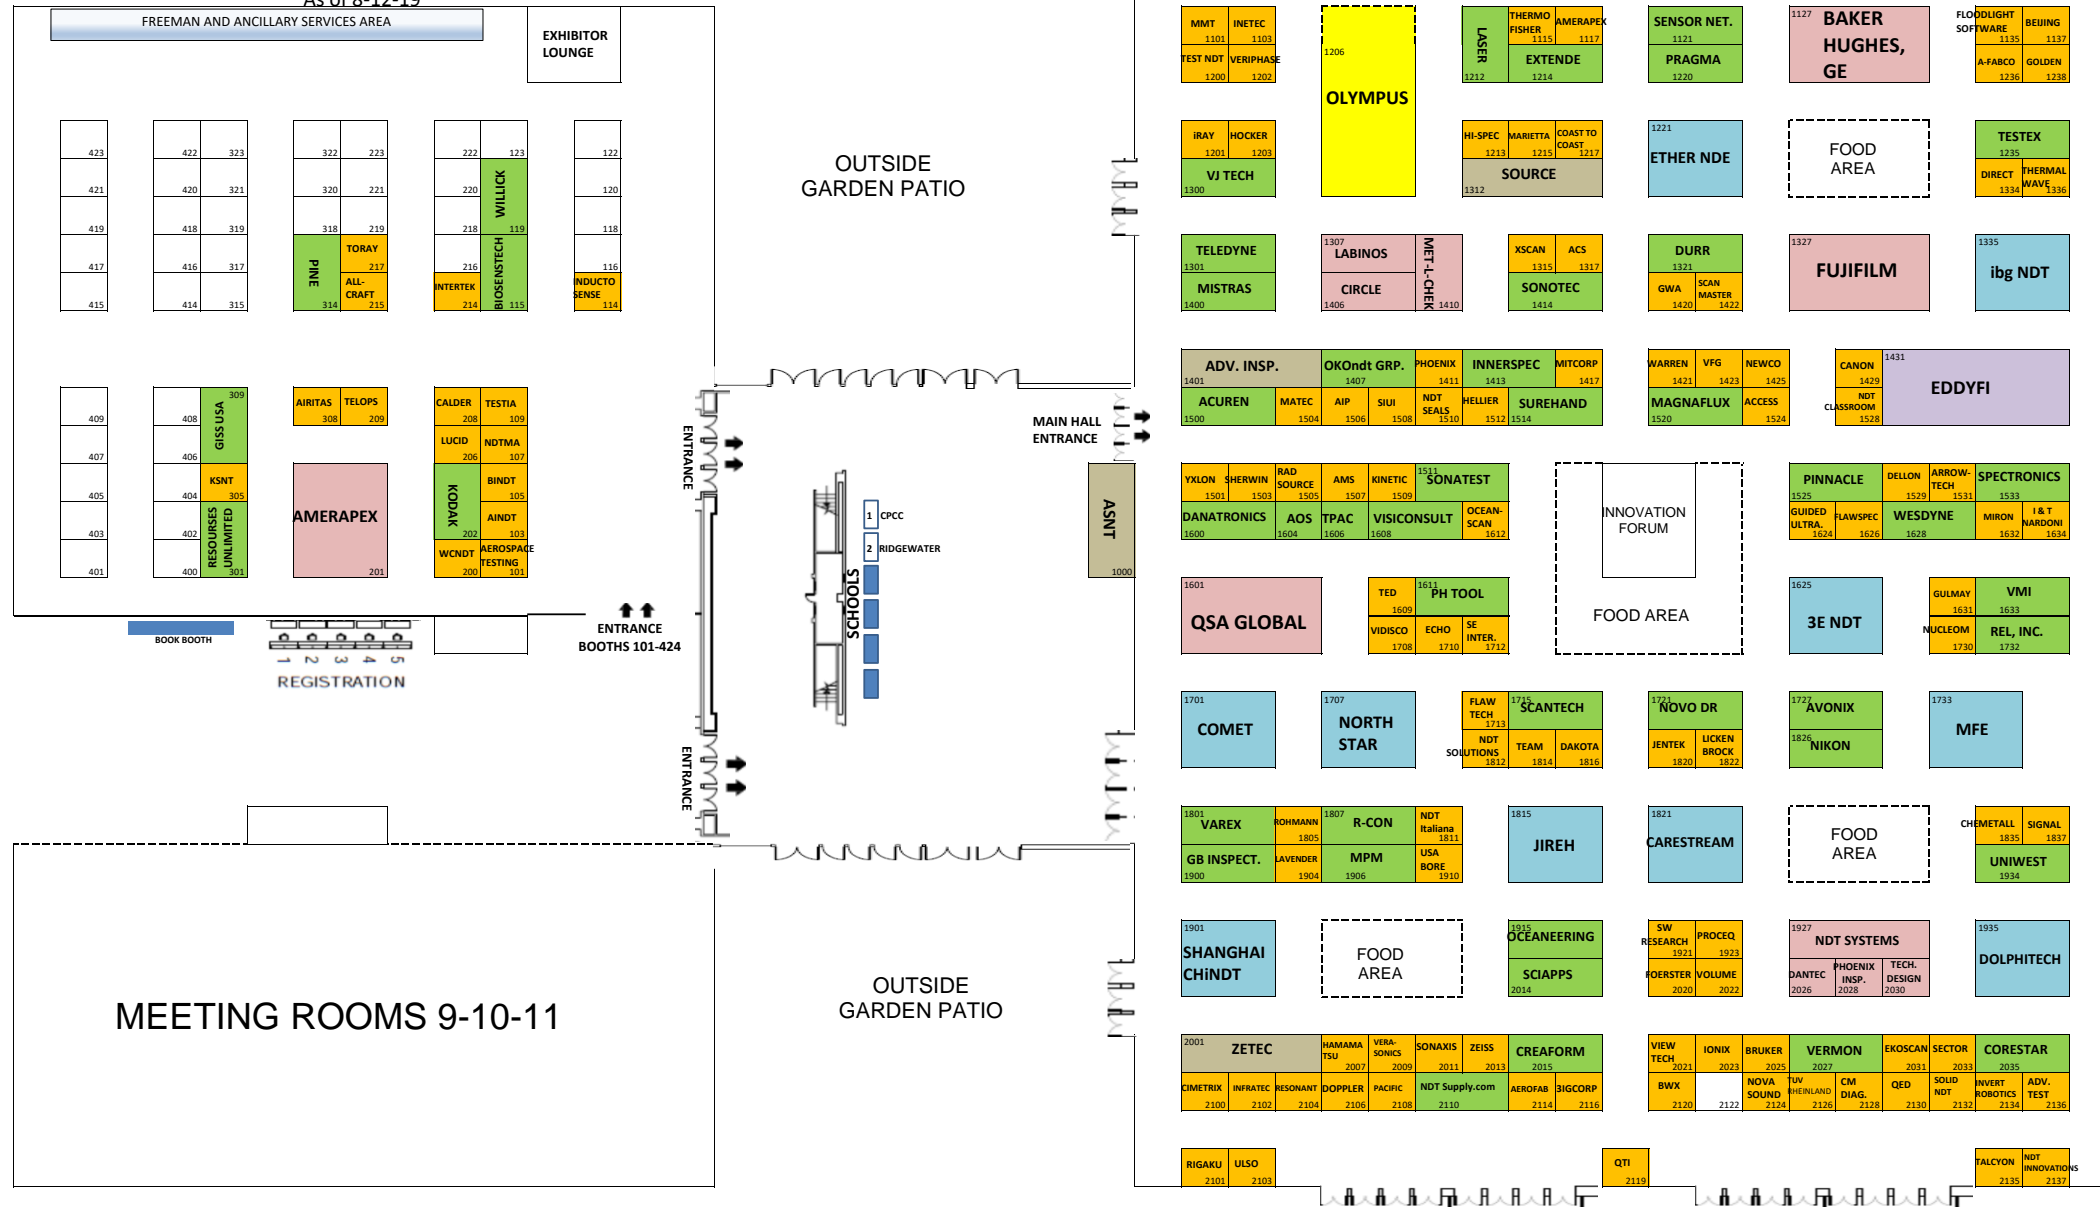 As of 8-12-19
FREEMAN AND ANCILLARY SERVICES AREA
EXHIBITOR
LOUNGE
423
422
323
322
223
222
123
122
421
420
321
320
221
220
WILLICK
119
120
419
418
319
318
219
218
118
417
416
317
PINE
314
TORAY
217
216
BIOSENSTECH
115
116
415
414
315
ALL-
CRAFT
215
INTERTEK
214
INDUCTO
SENSE
114
409
408
309
GISS USA
AIRITAS
308
TELOPS
209
CALDER
208
TESTIA
109
407
406
LUCID
206
NDTMA
107
405
404
KSNT
305
AMERAPEX
201
KODAK
202
BINDT
105
403
402
RESOURSES
UNLIMITED
301
AINDT
103
401
400
WCNDT
200
AEROSPACE
TESTING
101
BOOK BOOTH
1 2 3 4 5
REGISTRATION
ENTRANCE
BOOTHS 101-424
ENTRANCE
ENTRANCE
MEETING ROOMS 9-10-11
OUTSIDE
GARDEN PATIO
MAIN HALL
ENTRANCE
1 CPCC
2 RIDGEWATER
SCHOOLS
ASNT
1000
OUTSIDE
GARDEN PATIO
MMT
1101
INETEC
1103
TEST NDT
1200
VERIPHASE
1202
1206
OLYMPUS
LASER
1212
THERMO
FISHER
1115
AMERAPEX
1117
EXTENDE
1214
SENSOR NET.
1121
PRAGMA
1220
1127
BAKER
HUGHES,
GE
FLOODLIGHT
SOFTWARE
1135
BEIJING
1137
A-FABCO
1236
GOLDEN
1238
iRAY
1201
HOCKER
1203
VJ TECH
1300
HI-SPEC
1213
MARIETTA
1215
COAST TO
COAST
1217
SOURCE
1312
1221
ETHER NDE
FOOD
AREA
TESTEX
1235
DIRECT
1334
THERMAL
WAVE
1336
TELEDYNE
1301
MISTRAS
1400
1307
LABINOS
CIRCLE
1406
MET-L-CHEK
1410
XSCAN
1315
ACS
1317
SONOTEC
1414
DURR
1321
GWA
1420
SCAN
MASTER
1422
1327
FUJIFILM
1335
ibg NDT
ADV. INSP.
1401
OKOndt GRP.
1407
PHOENIX
1411
INNERSPEC
1413
MITCORP
1417
ACUREN
1500
MATEC
1504
AIP
1506
SIUI
1508
NDT
SEALS
1510
HELLIER
1512
SUREHAND
1514
WARREN
1421
VFG
1423
NEWCO
1425
MAGNAFLUX
1520
ACCESS
1524
CANON
1429
NDT
CLASSROOM
1528
1431
EDDYFI
YXLON
1501
SHERWIN
1503
RAD
SOURCE
1505
AMS
1507
KINETIC
1509
1511
SONATEST
DANATRONICS
1600
AOS
1604
TPAC
1606
VISICONSULT
1608
OCEAN-
SCAN
1612
INNOVATION
FORUM
FOOD AREA
PINNACLE
1525
DELLON
1529
ARROW-
TECH
1531
SPECTRONICS
1533
GUIDED
ULTRA.
1624
FLAWSPEC
1626
WESDYNE
1628
MIRON
1632
I & T
NARDONI
1634
1601
QSA GLOBAL
TED
1609
1611
PH TOOL
VIDISCO
1708
ECHO
1710
SE
INTER.
1712
1625
3E NDT
GULMAY
1631
VMI
1633
NUCLEOM
1730
REL, INC.
1732
1701
COMET
1707
NORTH
STAR
FLAW
TECH
1713
1715
SCANTECH
NDT
SOLUTIONS
1812
TEAM
1814
DAKOTA
1816
1721
NOVO DR
JENTEK
1820
LICKEN
BROCK
1822
1727
AVONIX
1826
NIKON
1733
MFE
1801
VAREX
ROHMANN
1805
1807
R-CON
NDT
Italiana
1811
GB INSPECT.
1900
LAVENDER
1904
MPM
1906
USA
BORE
1910
1815
JIREH
1821
CARESTREAM
FOOD
AREA
CHEMETALL
1835
SIGNAL
1837
UNIWEST
1934
1901
SHANGHAI
CHiNDT
FOOD
AREA
1915
OCEANEERING
SCIAPPS
2014
SW
RESEARCH
1921
PROCEQ
1923
FOERSTER
2020
VOLUME
2022
1927
NDT SYSTEMS
DANTEC
2026
PHOENIX
INSP.
2028
TECH.
DESIGN
2030
1935
DOLPHITECH
2001
ZETEC
HAMAMA
TSU
2007
VERA-
SONICS
2009
SONAXIS
2011
ZEISS
2013
CREAFORM
2015
CIMETRIX
2100
INFRATEC
2102
RESONANT
2104
DOPPLER
2106
PACIFIC
2108
NDT Supply.com
2110
AEROFAB
2114
3IGCORP
2116
VIEW
TECH
2021
IONIX
2023
BRUKER
2025
VERMON
2027
EKOSCAN
2031
SECTOR
2033
CORESTAR
2035
BWX
2120
2122
NOVA
SOUND
2124
TUV
RHEINLAND
2126
CM
DIAG.
2128
QED
2130
SOLID
NDT
2132
INVERT
ROBOTICS
2134
ADV.
TEST
2136
RIGAKU
2101
ULSO
2103
QTI
2119
TALCYON
2135
NDT
INNOVATIONS
2137